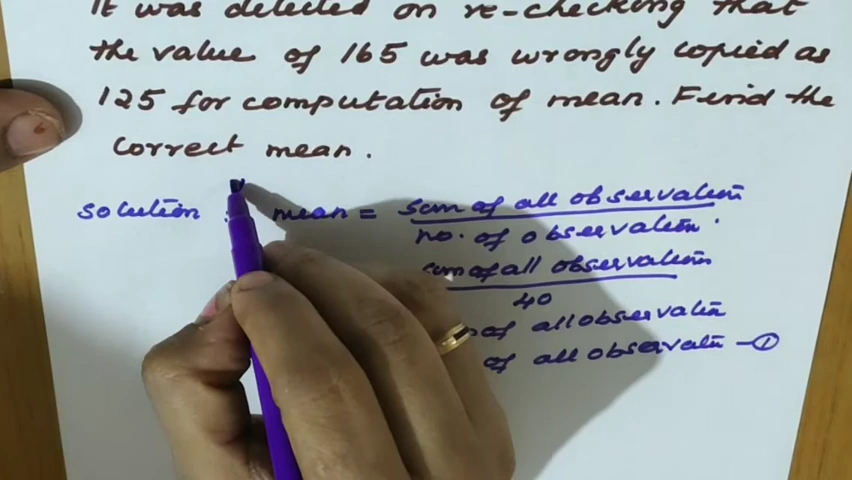 It was detected on re-checking that
the value of 165 was wrongly copied as
125 for computation of mean. Find the
correct mean.
solution : mean = sum of all observation
no. of observation.
sum of all observations
40
of all observation
of all observatin - ①